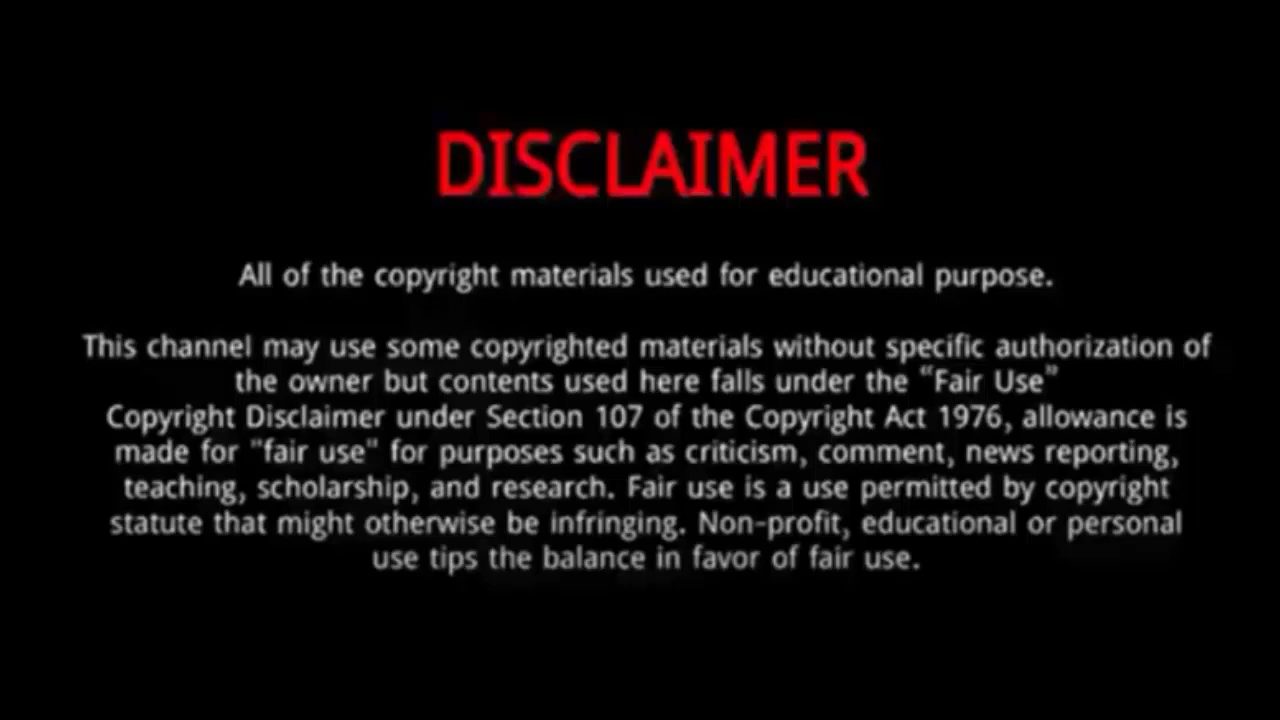 DISCLAIMER
All of the copyright materials used for educational purpose.
This channel may use some copyrighted materials without specific authorization of
the owner but contents used here falls under the “Fair Use”
Copyright Disclaimer under Section 107 of the Copyright Act 1976, allowance is
made for "fair use" for purposes such as criticism, comment, news reporting,
teaching, scholarship, and research. Fair use is a use permitted by copyright
statute that might otherwise be infringing. Non-profit, educational or personal
use tips the balance in favor of fair use.